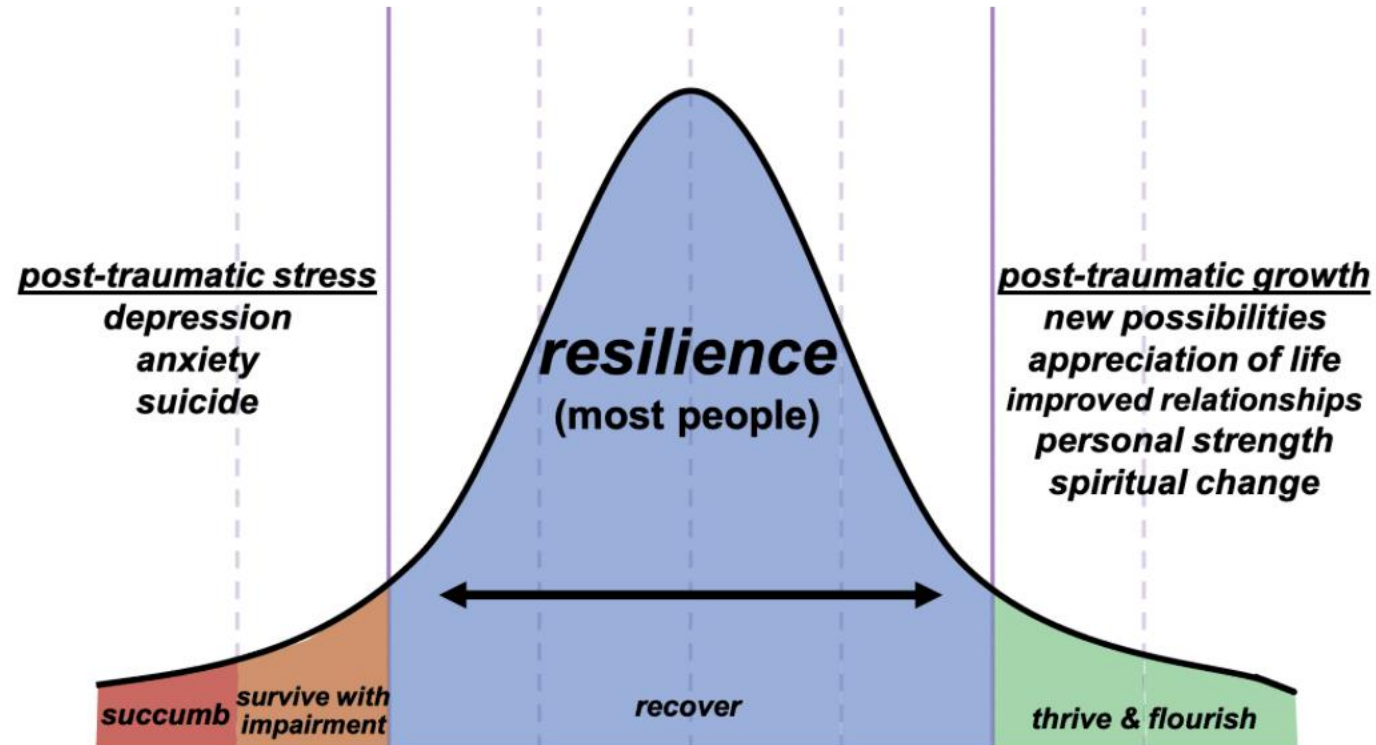 post-traumatic stress
depression
anxiety
suicide
resilience
(most people)
post-traumatic growth
new possibilities
appreciation of life
improved relationships
personal strength
spiritual change
succumb
survive with
impairment
recover
thrive & flourish